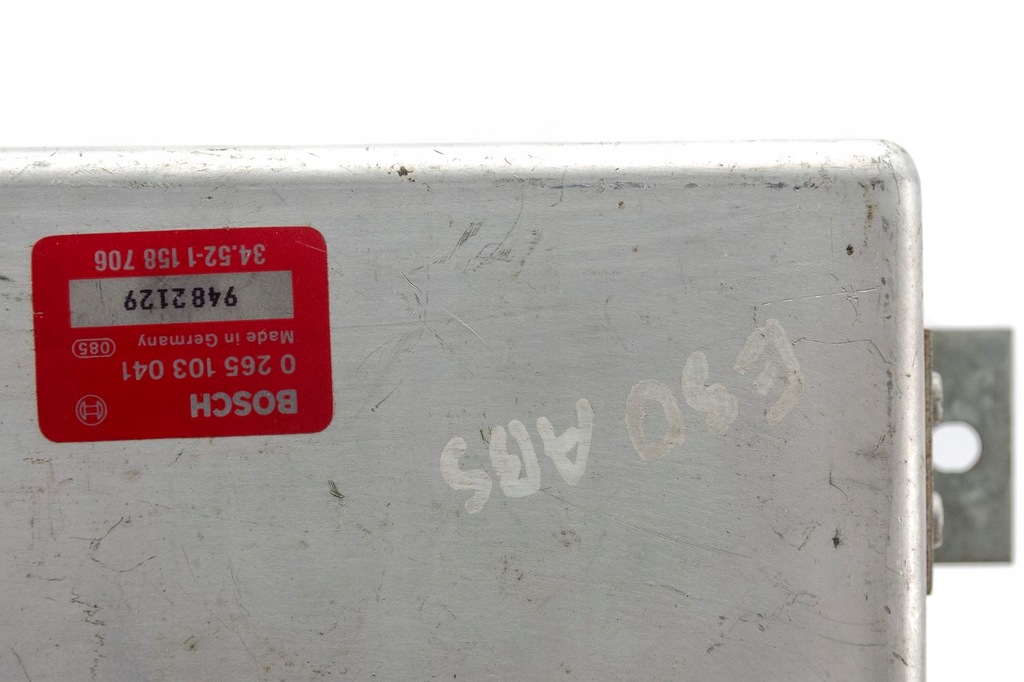 BOSCH
0 265 103 041
Made in Germany 085
9482129
34.52-1 158 706
E30 ABS